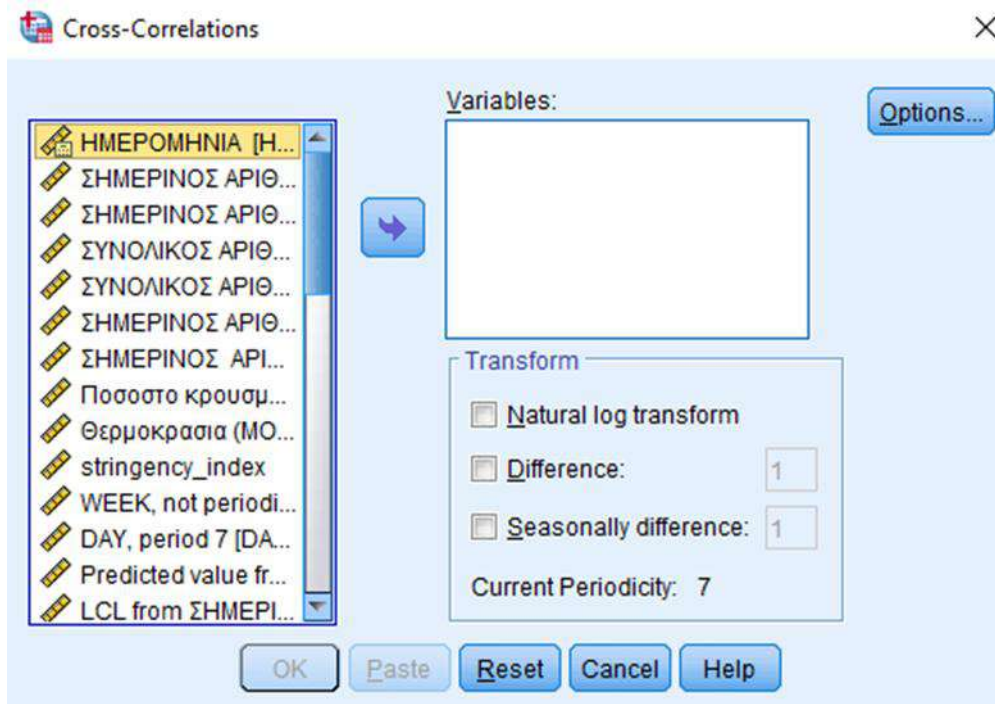 Cross-Correlations
Variables:
Options...
ΗΜΕΡΟΜΗΝΙΑ [Η...
ΣΗΜΕΡΙΝΟΣ ΑΡΙΘ...
ΣΗΜΕΡΙΝΟΣ ΑΡΙΘ...
ΣΥΝΟΛΙΚΟΣ ΑΡΙΘ...
ΣΥΝΟΛΙΚΟΣ ΑΡΙΘ...
ΣΗΜΕΡΙΝΟΣ ΑΡΙΘ...
ΣΗΜΕΡΙΝΟΣ ΑΡΙ...
Ποσοστο κρουσμ...
Θερμοκρασια (ΜΟ...
stringency_index
WEEK, not periodi...
DAY, period 7 [DA...
Predicted value fr...
LCL from ΣΗΜΕΡΙ...
Transform
Natural log transform
Difference: 1
Seasonally difference: 1
Current Periodicity: 7
OK Paste Reset Cancel Help